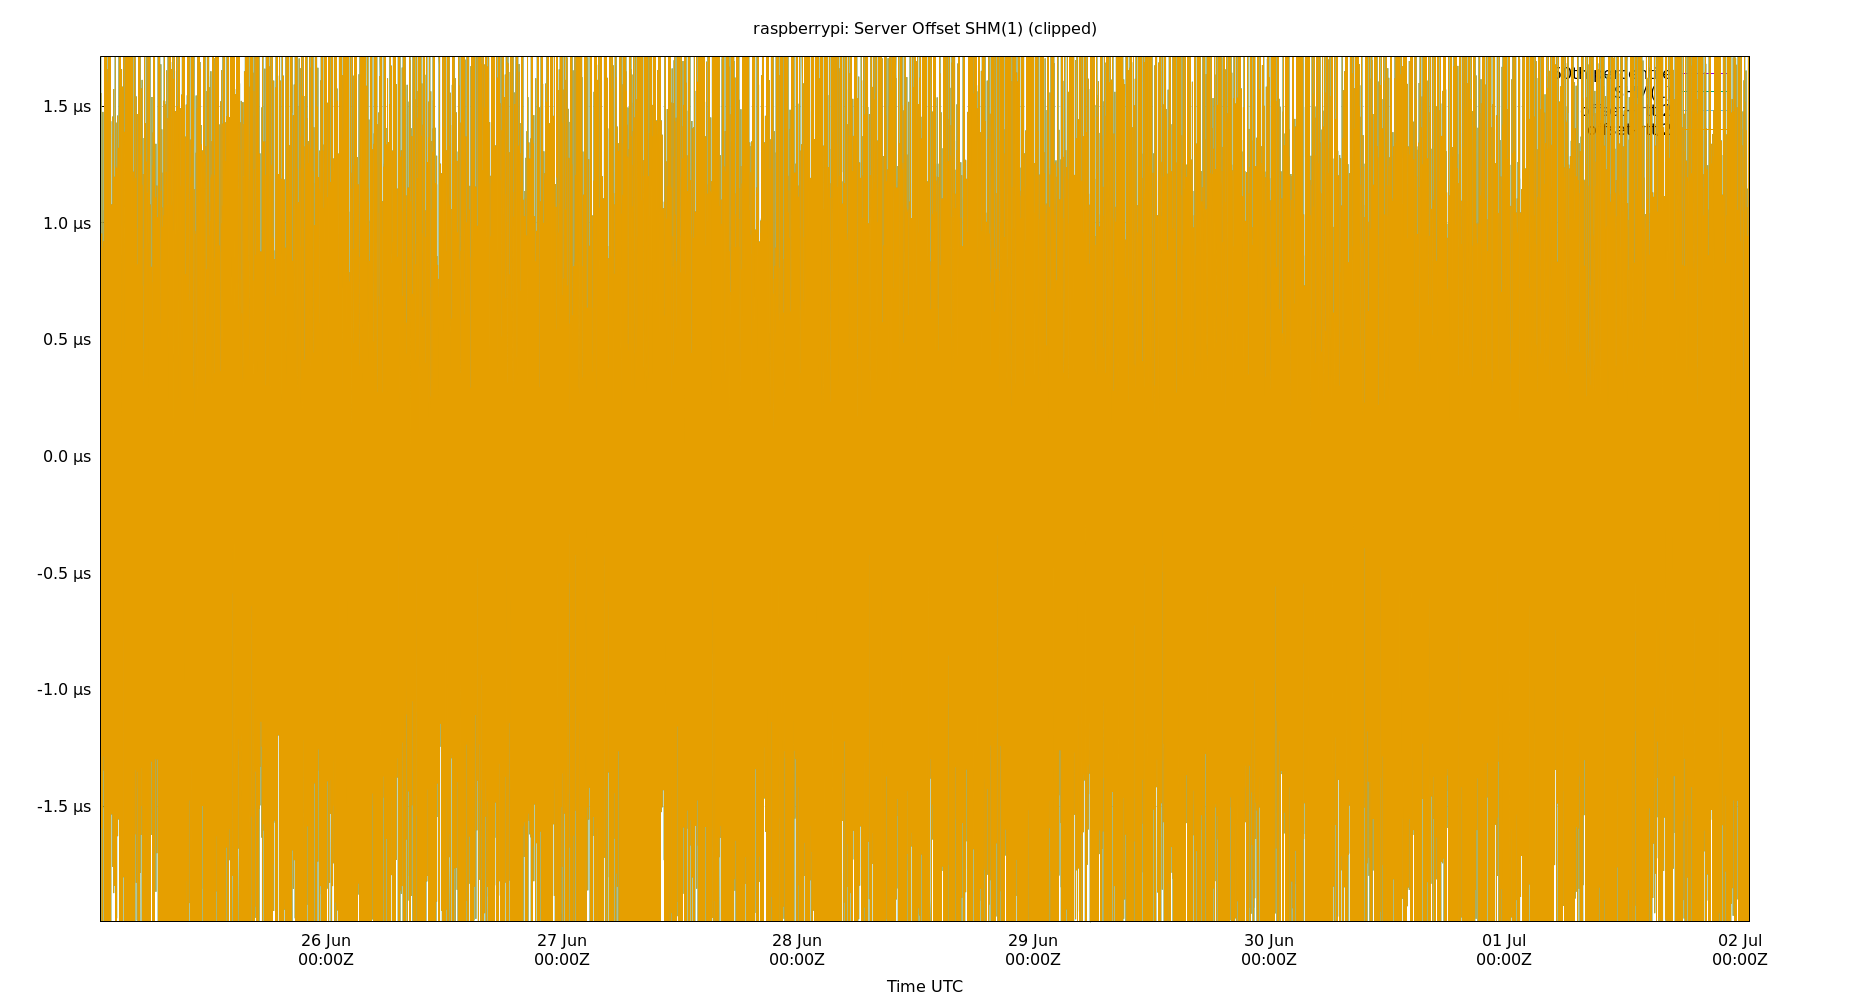 raspberrypi: Server Offset SHM(1) (clipped)
50th percentile
1.5 µs
1.0 µs
0.5 µs
0.0 µs
-0.5 µs
-1.0 µs
-1.5 µs
26 Jun 27 Jun 28 Jun 29 Jun 30 Jun 01 Jul 02 Jul
00:00Z 00:00Z 00:00Z 00:00Z 00:00Z 00:00Z 00:00Z
Time UTC